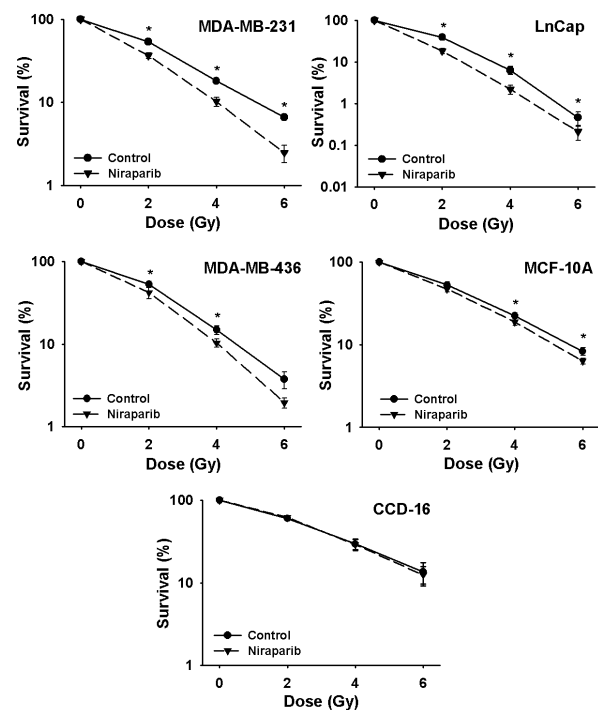 MDA-MB-231
Survival (%)
100
10
1
* * *
Control
Niraparib
0 2 4 6
Dose (Gy)
LnCap
Survival (%)
100
10
1
0.1
0.01
* * *
Control
Niraparib
0 2 4 6
Dose (Gy)
MDA-MB-436
Survival (%)
100
10
1
* *
Control
Niraparib
0 2 4 6
Dose (Gy)
MCF-10A
Survival (%)
100
10
1
* *
Control
Niraparib
0 2 4 6
Dose (Gy)
CCD-16
Survival (%)
100
10
1
Control
Niraparib
0 2 4 6
Dose (Gy)